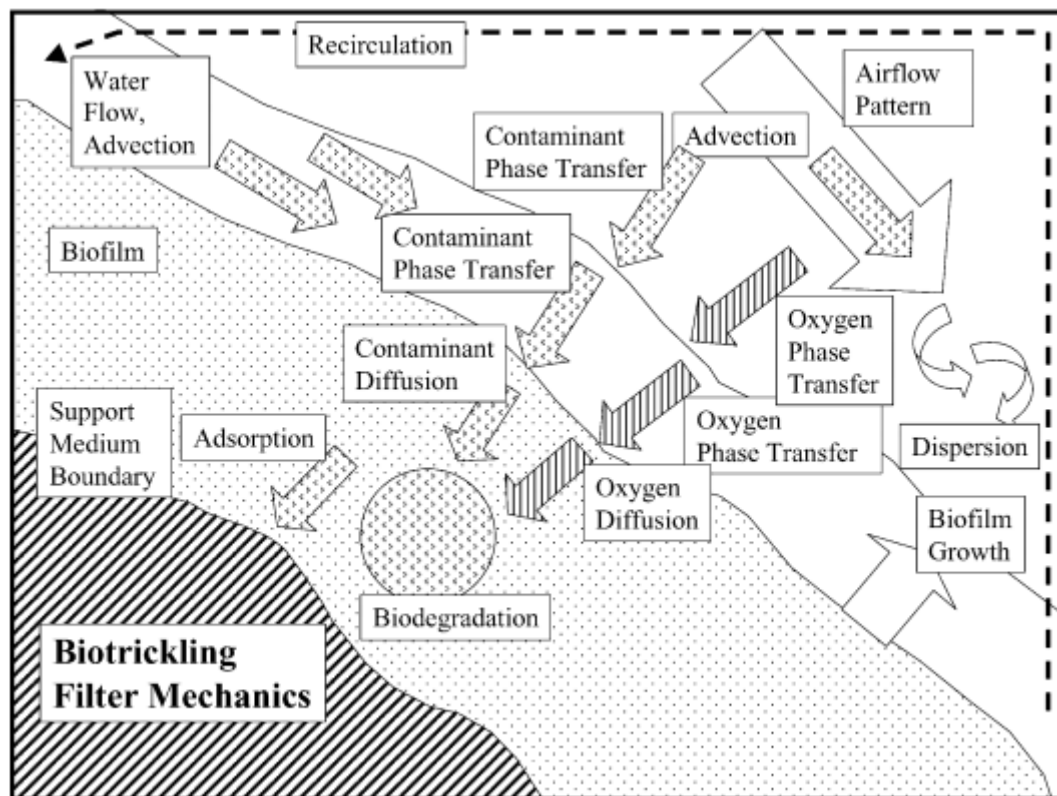 Recirculation
Water
Flow,
Advection
Airflow
Pattern
Contaminant
Phase Transfer
Advection
Contaminant
Phase Transfer
Biofilm
Oxygen
Phase
Transfer
Contaminant
Diffusion
Support
Medium
Boundary
Adsorption
Oxygen
Phase Transfer
Dispersion
Oxygen
Diffusion
Biofilm
Growth
Biodegradation
Biotrickling
Filter Mechanics